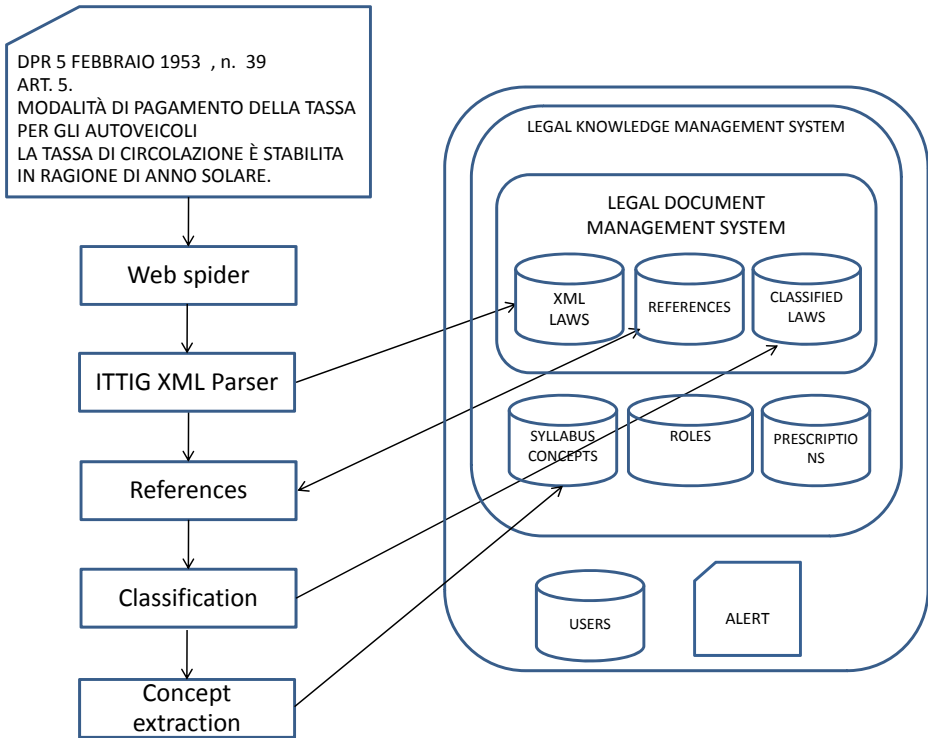 DPR 5 FEBBRAIO 1953 , n. 39
ART. 5.
MODALITÀ DI PAGAMENTO DELLA TASSA
PER GLI AUTOVEICOLI
LA TASSA DI CIRCOLAZIONE È STABILITA
IN RAGIONE DI ANNO SOLARE.
Web spider
ITTIG XML Parser
References
Classification
Concept
extraction
LEGAL KNOWLEDGE MANAGEMENT SYSTEM
LEGAL DOCUMENT
MANAGEMENT SYSTEM
XML
LAWS
REFERENCES
CLASSIFIED
LAWS
SYLLABUS
CONCEPTS
ROLES
PRESCRIPTIO
NS
USERS
ALERT